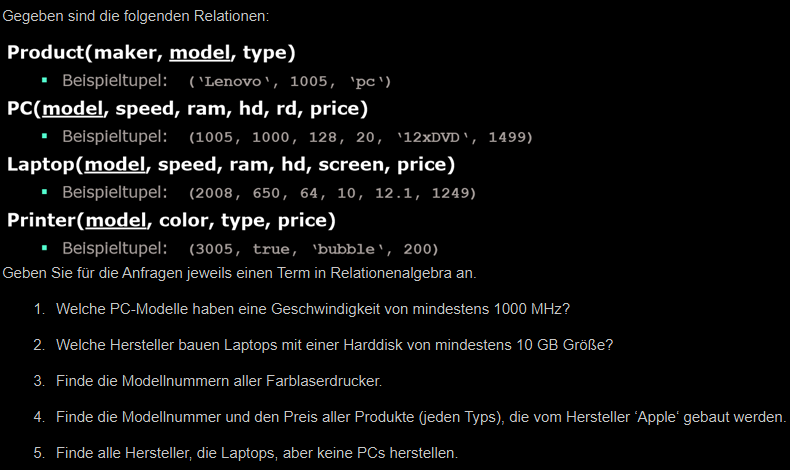 Gegeben sind die folgenden Relationen:
Product(maker, model, type)
▪ Beispieltupel: (‘Lenovo‘, 1005, ‘pc‘)
PC(model, speed, ram, hd, rd, price)
▪ Beispieltupel: (1005, 1000, 128, 20, ‘12xDVD‘, 1499)
Laptop(model, speed, ram, hd, screen, price)
▪ Beispieltupel: (2008, 650, 64, 10, 12.1, 1249)
Printer(model, color, type, price)
▪ Beispieltupel: (3005, true, ‘bubble‘, 200)
Geben Sie für die Anfragen jeweils einen Term in Relationenalgebra an.
1. Welche PC-Modelle haben eine Geschwindigkeit von mindestens 1000 MHz?
2. Welche Hersteller bauen Laptops mit einer Harddisk von mindestens 10 GB Größe?
3. Finde die Modellnummern aller Farblaserdrucker.
4. Finde die Modellnummer und den Preis aller Produkte (jeden Typs), die vom Hersteller ‘Apple‘ gebaut werden.
5. Finde alle Hersteller, die Laptops, aber keine PCs herstellen.